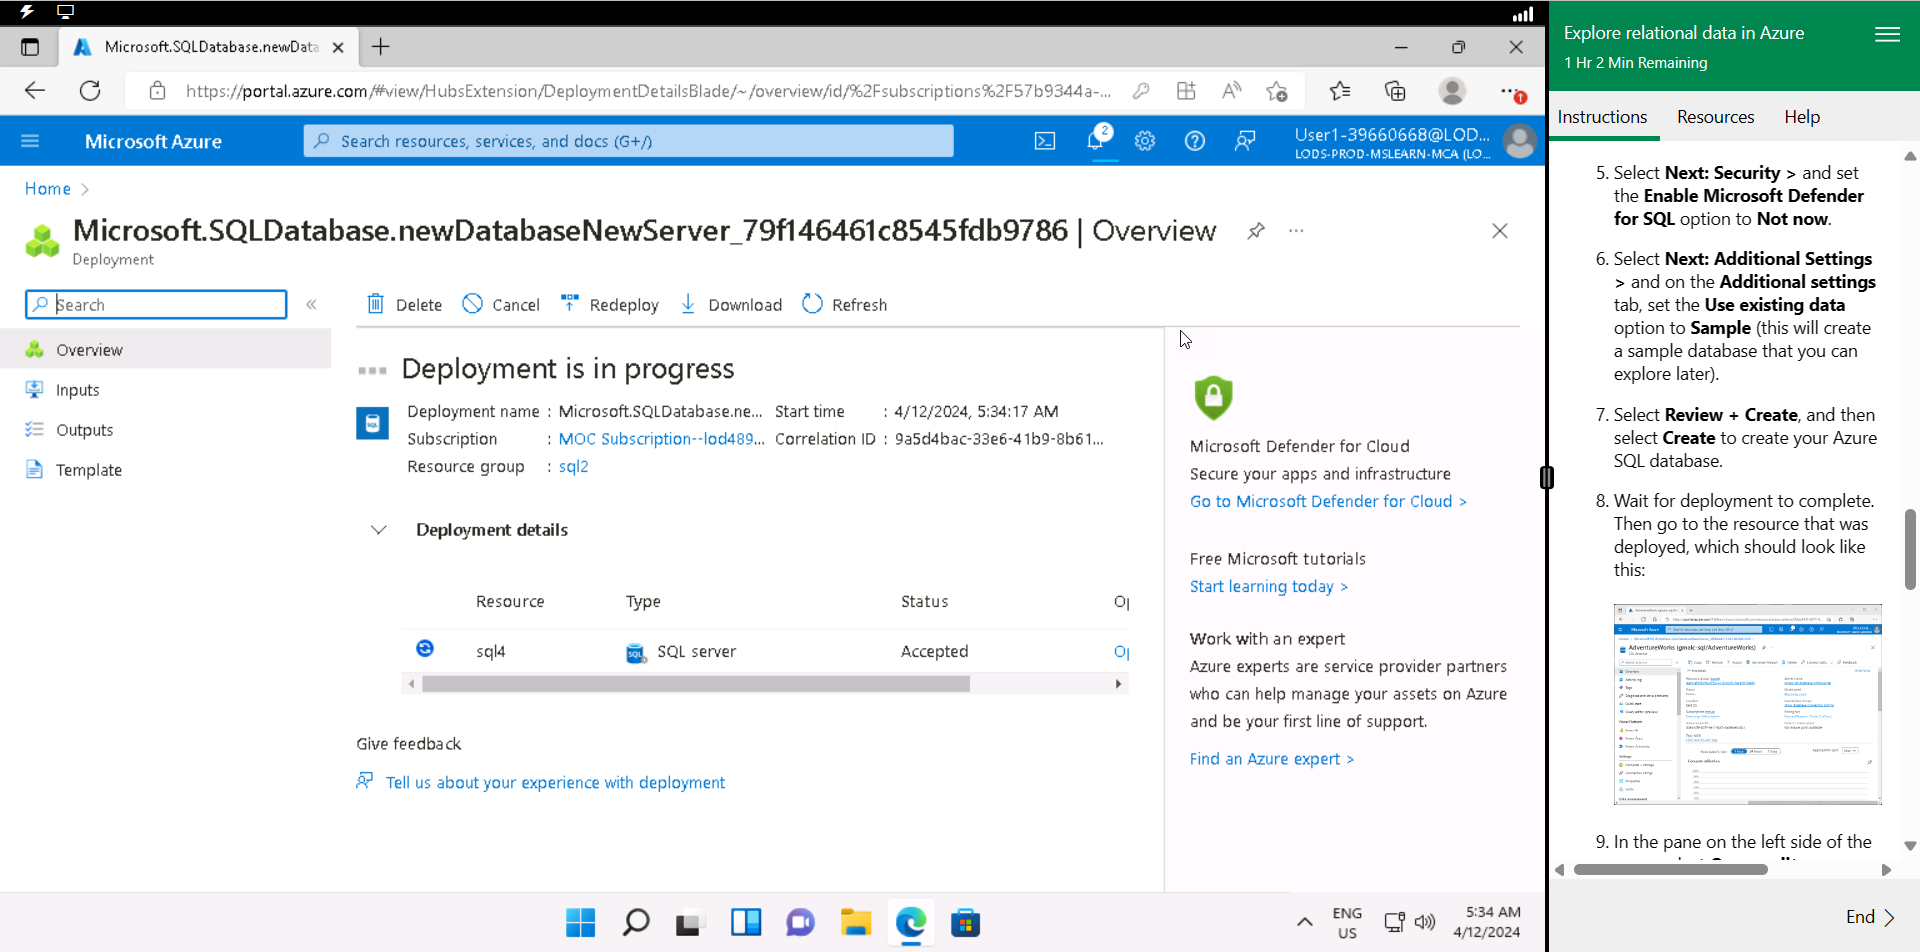 Microsoft.SQLDatabase.newData
https://portal.azure.com/#view/HubsExtension/DeploymentDetailsBlade/~/overview/id/%2Fsubscriptions%2F57b9344a-...
Microsoft Azure
Search resources, services, and docs (G+/)
2
User1-39660668@LOD...
LODS-PROD-MSLEARN-MCA (LO...
Home
Microsoft.SQLDatabase.newDatabaseNewServer_79f146461c8545fdb9786 | Overview
Deployment
Search
Delete
Cancel
Redeploy
Download
Refresh
Overview
Inputs
Outputs
Template
Deployment is in progress
Deployment name : Microsoft.SQLDatabase.ne... Start time : 4/12/2024, 5:34:17 AM
Subscription : MOC Subscription--lod489... Correlation ID : 9a5d4bac-33e6-41b9-8b61...
Resource group : sql2
Deployment details
Resource Type Status
sql4 SQL server Accepted
Give feedback
Tell us about your experience with deployment
Microsoft Defender for Cloud
Secure your apps and infrastructure
Go to Microsoft Defender for Cloud >
Free Microsoft tutorials
Start learning today >
Work with an expert
Azure experts are service provider partners
who can help manage your assets on Azure
and be your first line of support.
Find an Azure expert >
ENG
US
5:34 AM
4/12/2024
Explore relational data in Azure
1 Hr 2 Min Remaining
Instructions Resources Help
5. Select Next: Security > and set
the Enable Microsoft Defender
for SQL option to Not now.
6. Select Next: Additional Settings
> and on the Additional settings
tab, set the Use existing data
option to Sample (this will create
a sample database that you can
explore later).
7. Select Review + Create, and then
select Create to create your Azure
SQL database.
8. Wait for deployment to complete.
Then go to the resource that was
deployed, which should look like
this:
AdventureWorks (gmalc-sql/AdventureWorks)
9. In the pane on the left side of the
End >